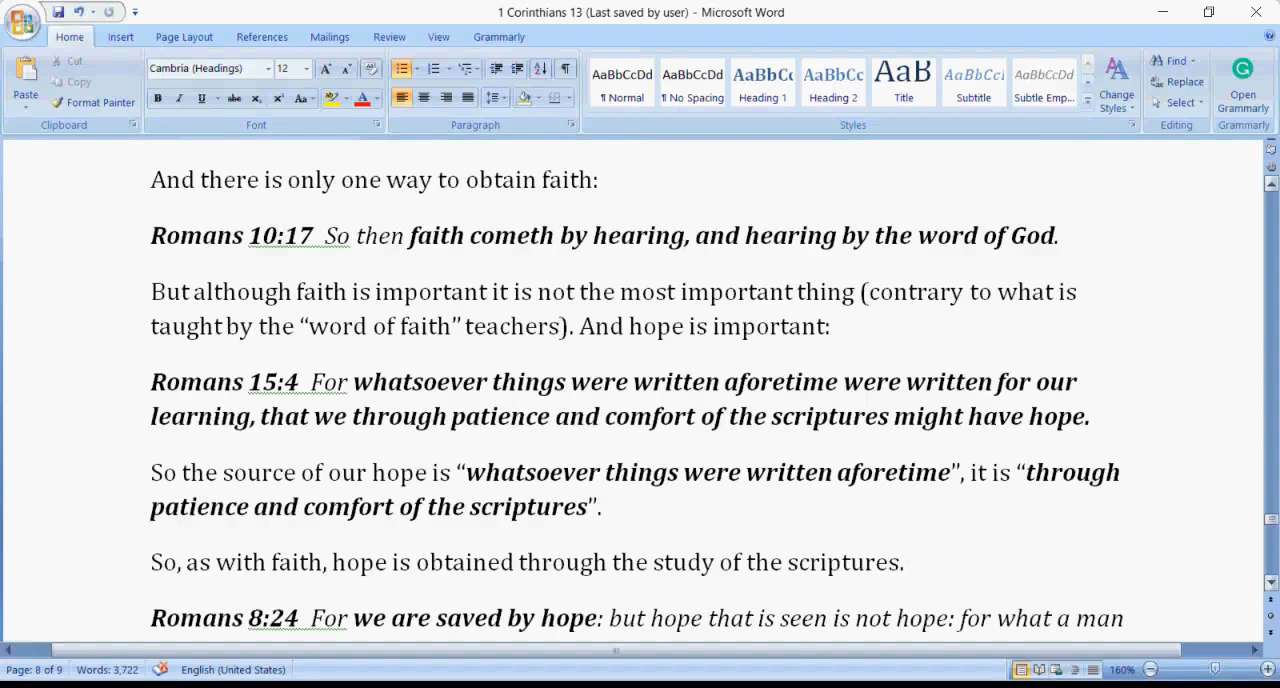 1 Corinthians 13 (Last saved by user) - Microsoft Word
Home Insert Page Layout References Mailings Review View Grammarly
Paste
Cut
Copy
Format Painter
Clipboard
Cambria (Headings) 12
Font
Paragraph
AaBbCcDd AaBbCcDd AaBbCc AaBbCc AaB AaBbCcl AaBbCcDd
¶ Normal ¶ No Spacing Heading 1 Heading 2 Title Subtitle Subtle Emp...
Change
Styles
Styles
Find
Replace
Select
Editing
Open
Grammarly
Grammarly
And there is only one way to obtain faith:
Romans 10:17 So then faith cometh by hearing, and hearing by the word of God.
But although faith is important it is not the most important thing (contrary to what is
taught by the “word of faith” teachers). And hope is important:
Romans 15:4 For whatsoever things were written aforetime were written for our
learning, that we through patience and comfort of the scriptures might have hope.
So the source of our hope is “whatsoever things were written aforetime”, it is “through
patience and comfort of the scriptures”.
So, as with faith, hope is obtained through the study of the scriptures.
Romans 8:24 For we are saved by hope: but hope that is seen is not hope: for what a man
Page: 8 of 9 Words: 3,722 English (United States) 160%